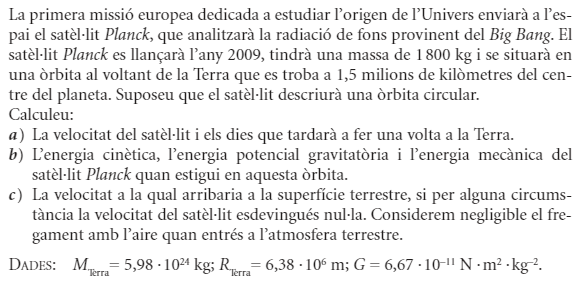 La primera missió europea dedicada a estudiar l'origen de l'Univers enviarà a l'es-
pai el satèl·lit Planck, que analitzarà la radiació de fons provinent del Big Bang. El
satèl·lit Planck es llançarà l'any 2009, tindrà una massa de 1 800 kg i se situarà en
una òrbita al voltant de la Terra que es troba a 1,5 milions de kilòmetres del cen-
tre del planeta. Suposeu que el satèl·lit descriurà una òrbita circular.
Calculeu:
a) La velocitat del satèl·lit i els dies que tardarà a fer una volta a la Terra.
b) L'energia cinètica, l'energia potencial gravitatòria i l'energia mecànica del
satèl·lit Planck quan estigui en aquesta òrbita.
c) La velocitat a la qual arribaria a la superfície terrestre, si per alguna circums-
tància la velocitat del satèl·lit esdevingués nul·la. Considerem negligible el fre-
gament amb l'aire quan entrés a l'atmosfera terrestre.
DADES: M_Terra = 5,98 · 10²⁴ kg; R_Terra = 6,38 · 10⁶ m; G = 6,67 · 10⁻¹¹ N · m² · kg⁻².